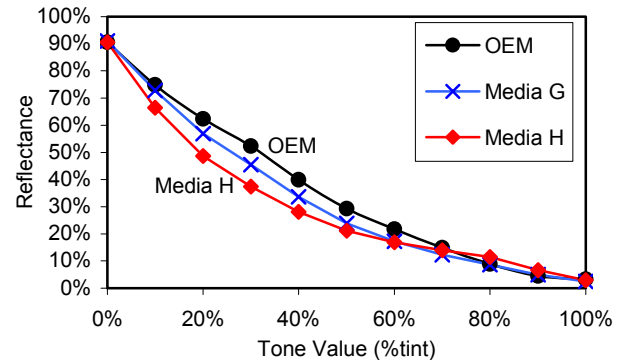 100%
90%
80%
70%
60%
50%
40%
30%
20%
10%
0%
Reflectance
OEM
Media G
Media H
OEM
Media H
0% 20% 40% 60% 80% 100%
Tone Value (%tint)